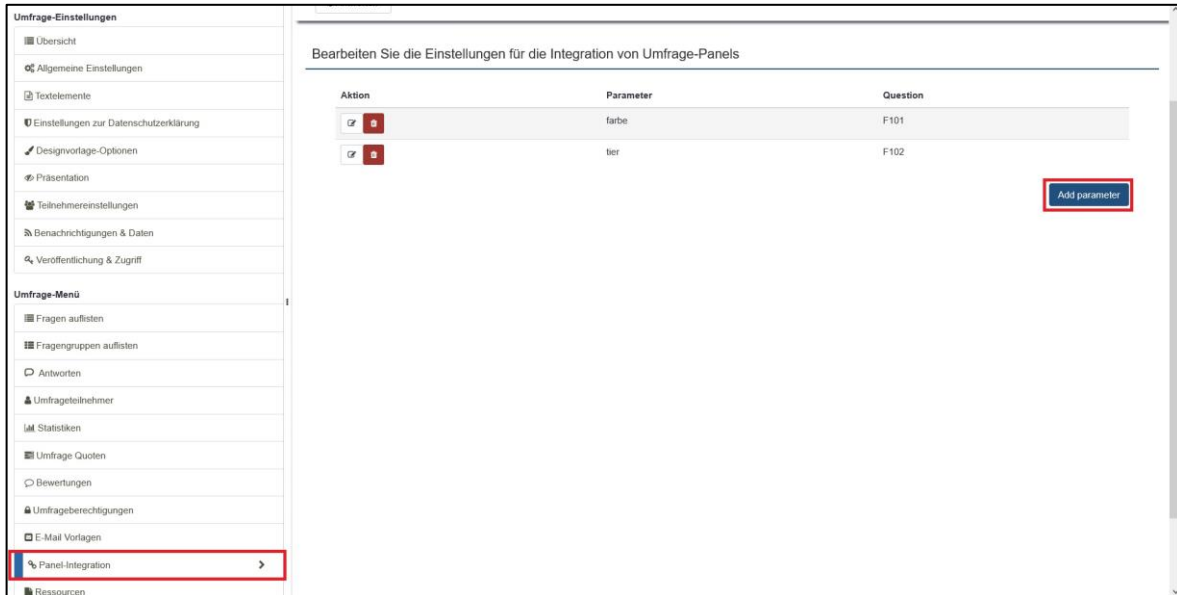 Umfrage-Einstellungen
Übersicht
Allgemeine Einstellungen
Textelemente
Einstellungen zur Datenschutzerklärung
Designvorlage-Optionen
Präsentation
Teilnehmereinstellungen
Benachrichtigungen & Daten
Veröffentlichung & Zugriff
Umfrage-Menü
Fragen auflisten
Fragengruppen auflisten
Antworten
Umfrageteilnehmer
Statistiken
Umfrage Quoten
Bewertungen
Umfrageberechtigungen
E-Mail Vorlagen
Panel-Integration
Ressourcen
Bearbeiten Sie die Einstellungen für die Integration von Umfrage-Panels
Aktion Parameter Question
farbe F101
tier F102
Add parameter